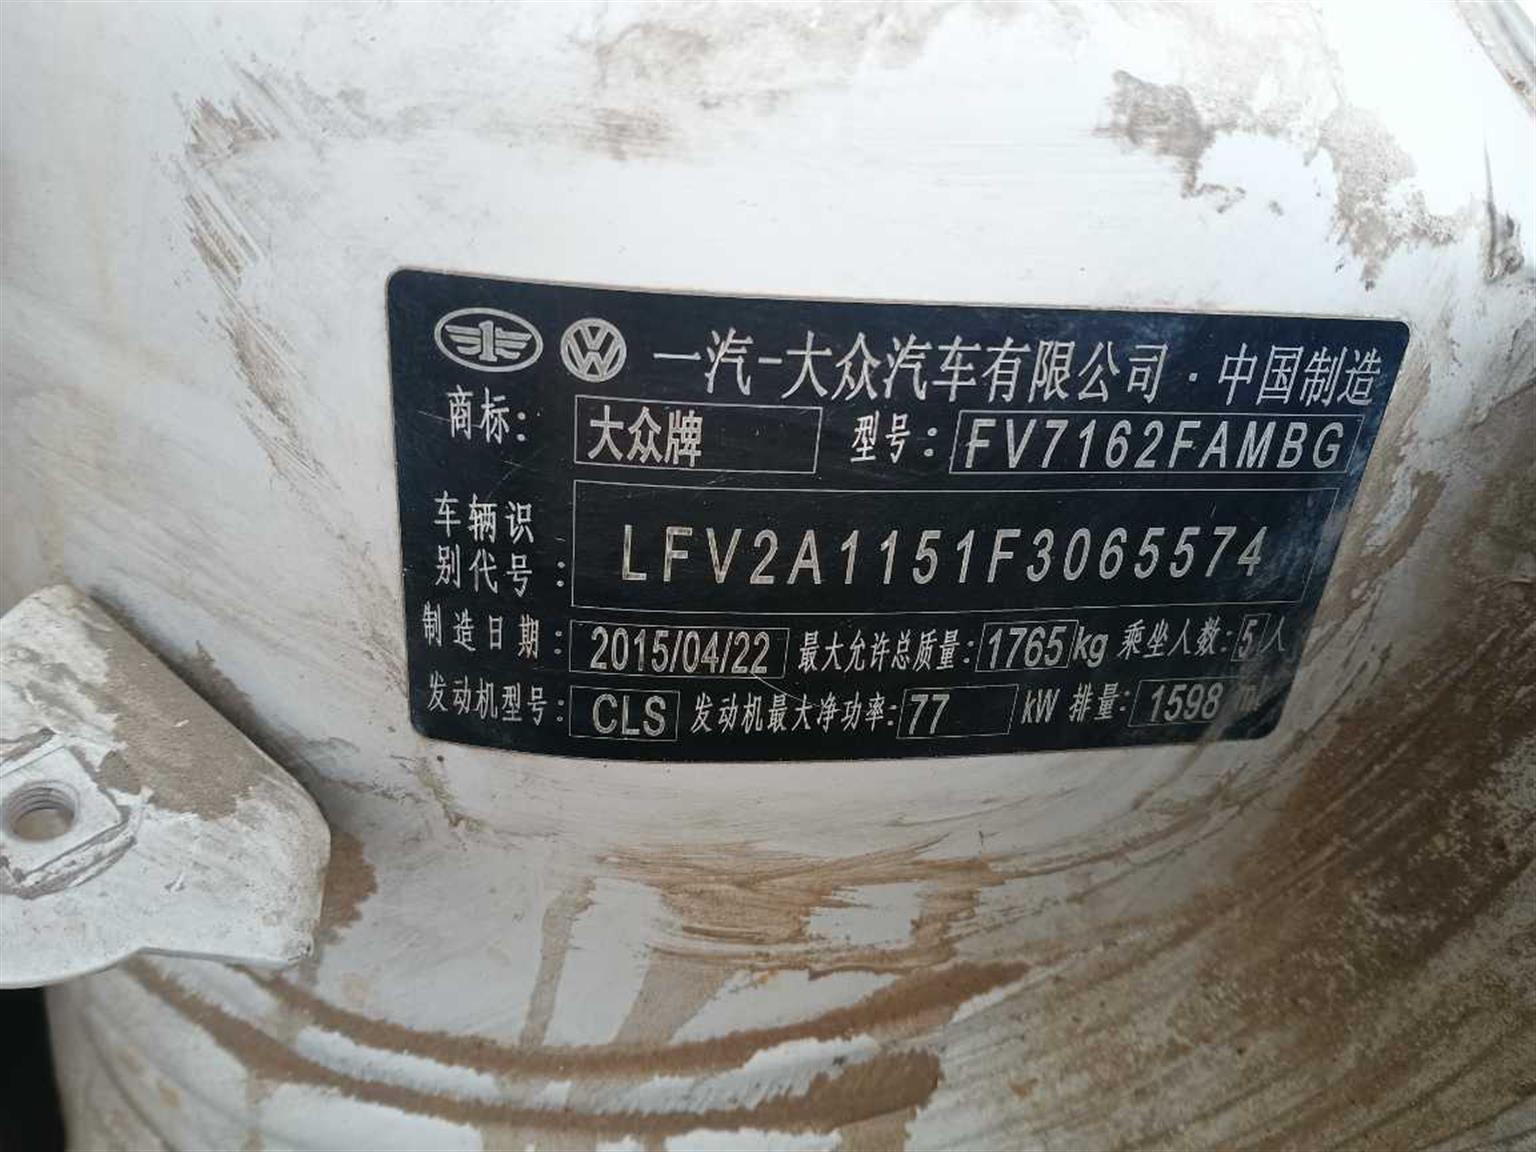 一汽-大众汽车有限公司·中国制造
商标: 大众牌 型号: FV7162FAMBG
车辆识别代号: LFV2A1151F3065574
制造日期: 2015/04/22 最大允许总质量: 1765kg 乘坐人数: 5人
发动机型号: CLS 发动机最大净功率: 77 kW 排量: 1598 ml